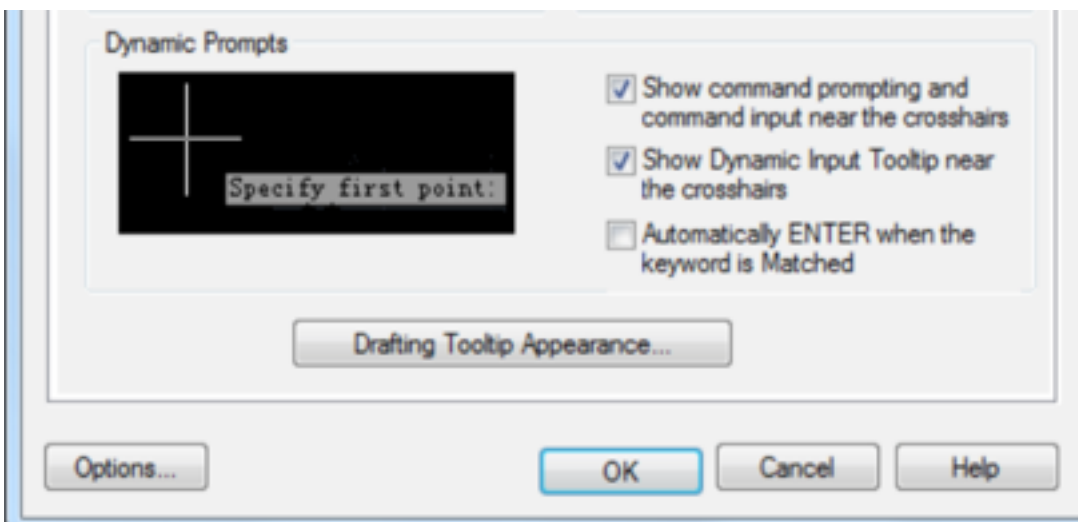 Dynamic Prompts
Specify first point:
Show command prompting and
command input near the crosshairs
Show Dynamic Input Tooltip near
the crosshairs
Automatically ENTER when the
keyword is Matched
Drafting Tooltip Appearance...
Options...
OK
Cancel
Help